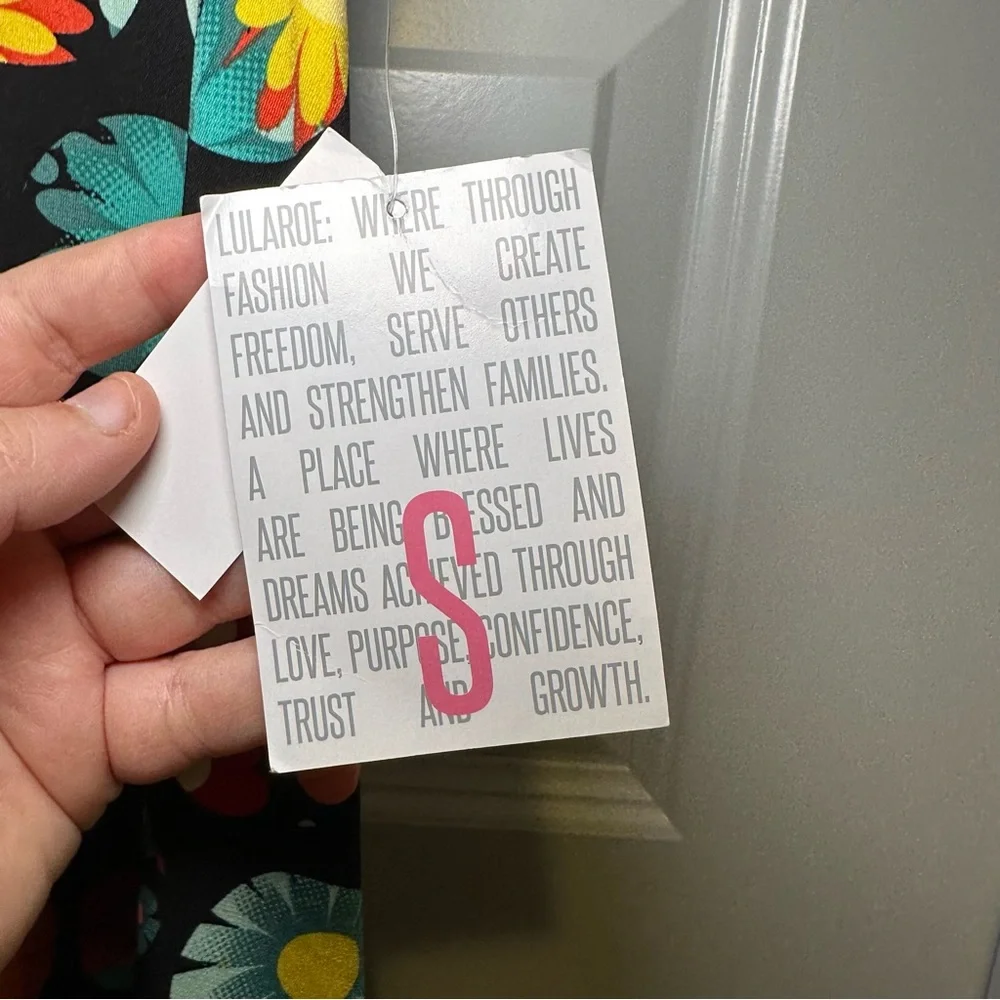 LULAROE: WHERE THROUGH
FASHION WE CREATE
FREEDOM, SERVE OTHERS
AND STRENGTHEN FAMILIES.
A PLACE WHERE LIVES
ARE BEING BLESSED AND
DREAMS ACHIEVED THROUGH
LOVE, PURPOSE, CONFIDENCE,
TRUST AND GROWTH.
S